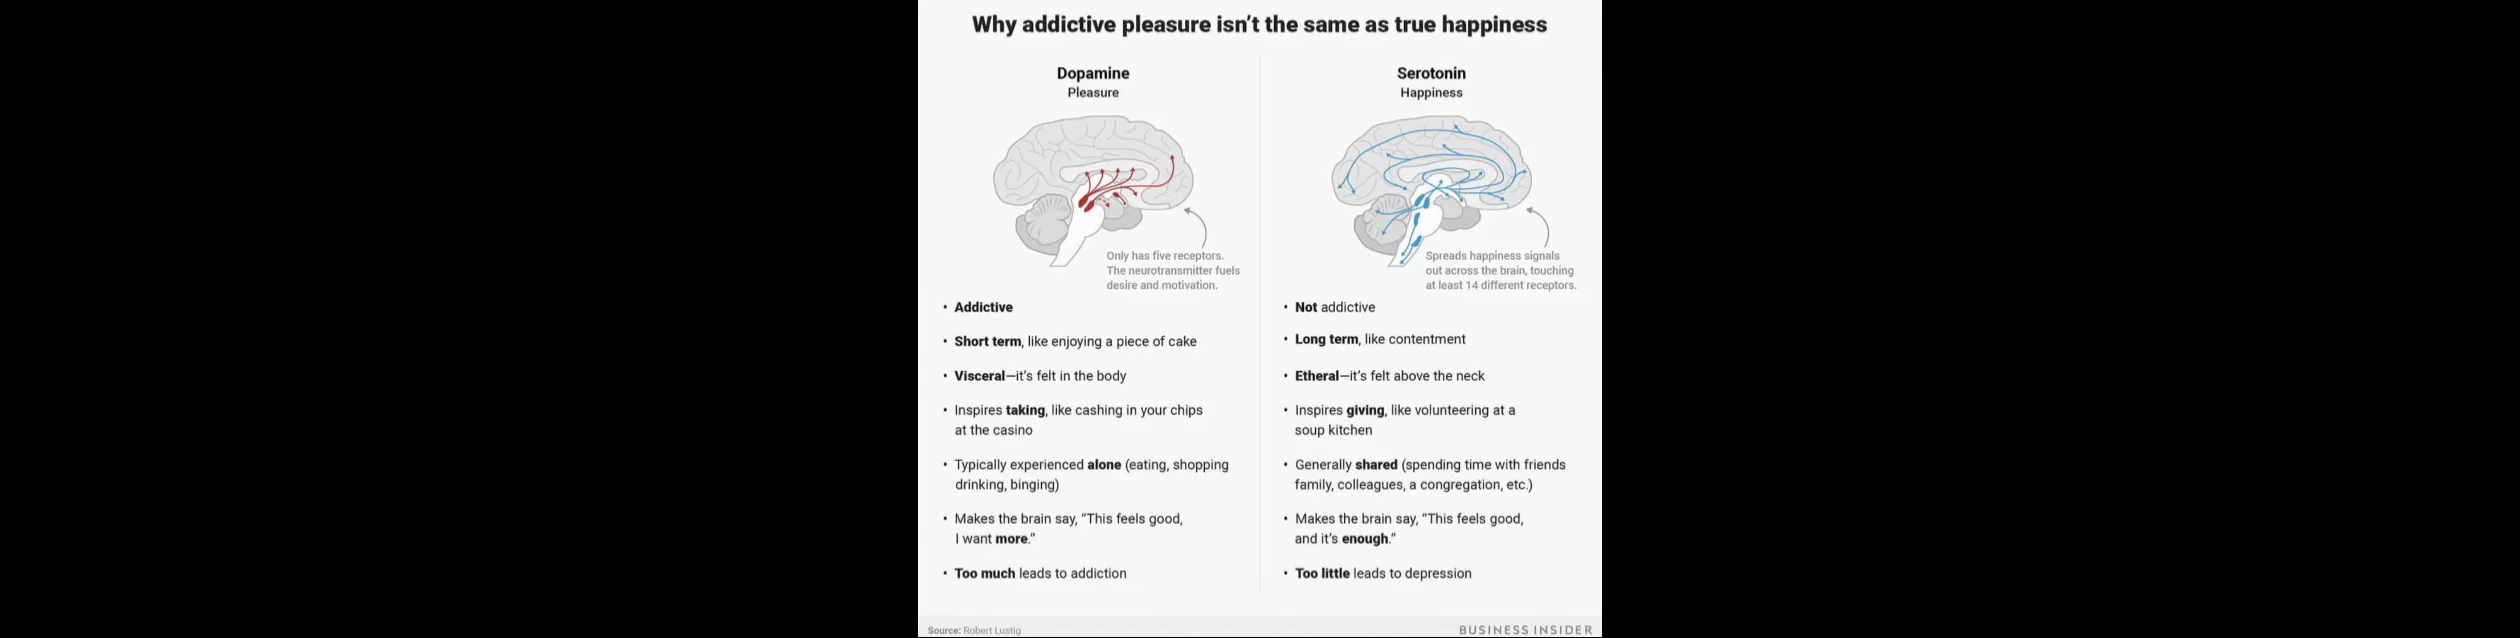 Why addictive pleasure isn't the same as true happiness
Dopamine
Pleasure
Only has five receptors.
The neurotransmitter fuels
desire and motivation.
• Addictive
• Short term, like enjoying a piece of cake
• Visceral—it's felt in the body
• Inspires taking, like cashing in your chips
at the casino
• Typically experienced alone (eating, shopping
drinking, binging)
• Makes the brain say, “This feels good,
I want more.”
• Too much leads to addiction
Serotonin
Happiness
Spreads happiness signals
out across the brain, touching
at least 14 different receptors.
• Not addictive
• Long term, like contentment
• Etheral—it's felt above the neck
• Inspires giving, like volunteering at a
soup kitchen
• Generally shared (spending time with friends
family, colleagues, a congregation, etc.)
• Makes the brain say, “This feels good,
and it's enough.”
• Too little leads to depression
Source: Robert Lustig
BUSINESS INSIDER